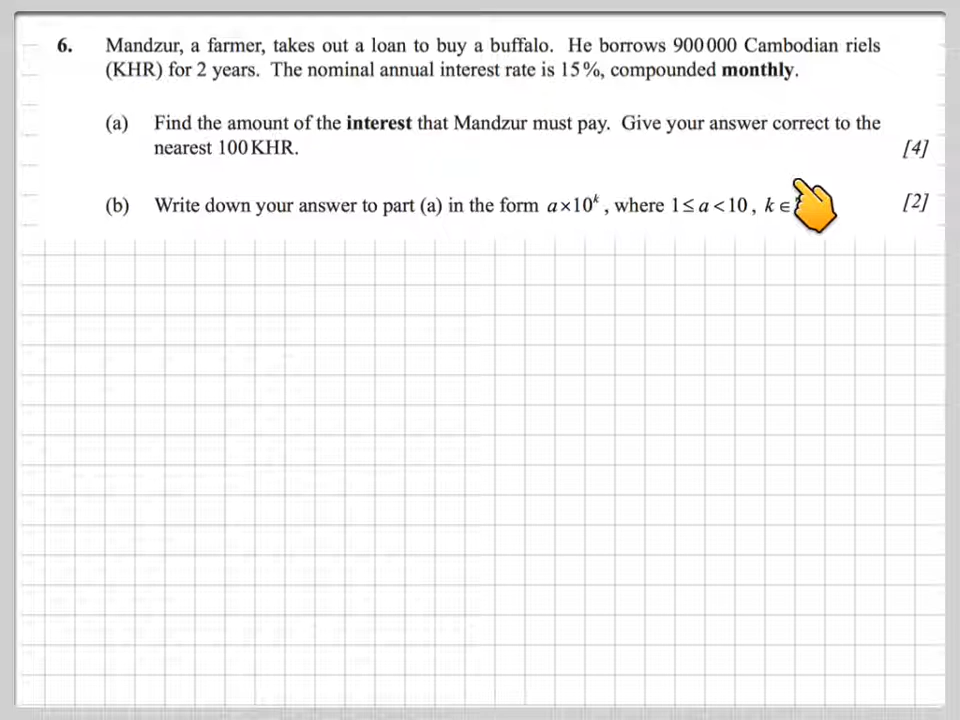 6. Mandzur, a farmer, takes out a loan to buy a buffalo. He borrows 900 000 Cambodian riels
(KHR) for 2 years. The nominal annual interest rate is 15 %, compounded monthly.
(a) Find the amount of the interest that Mandzur must pay. Give your answer correct to the
nearest 100 KHR. [4]
(b) Write down your answer to part (a) in the form a×10ᵏ , where 1≤ a <10 , k ∈ [2]